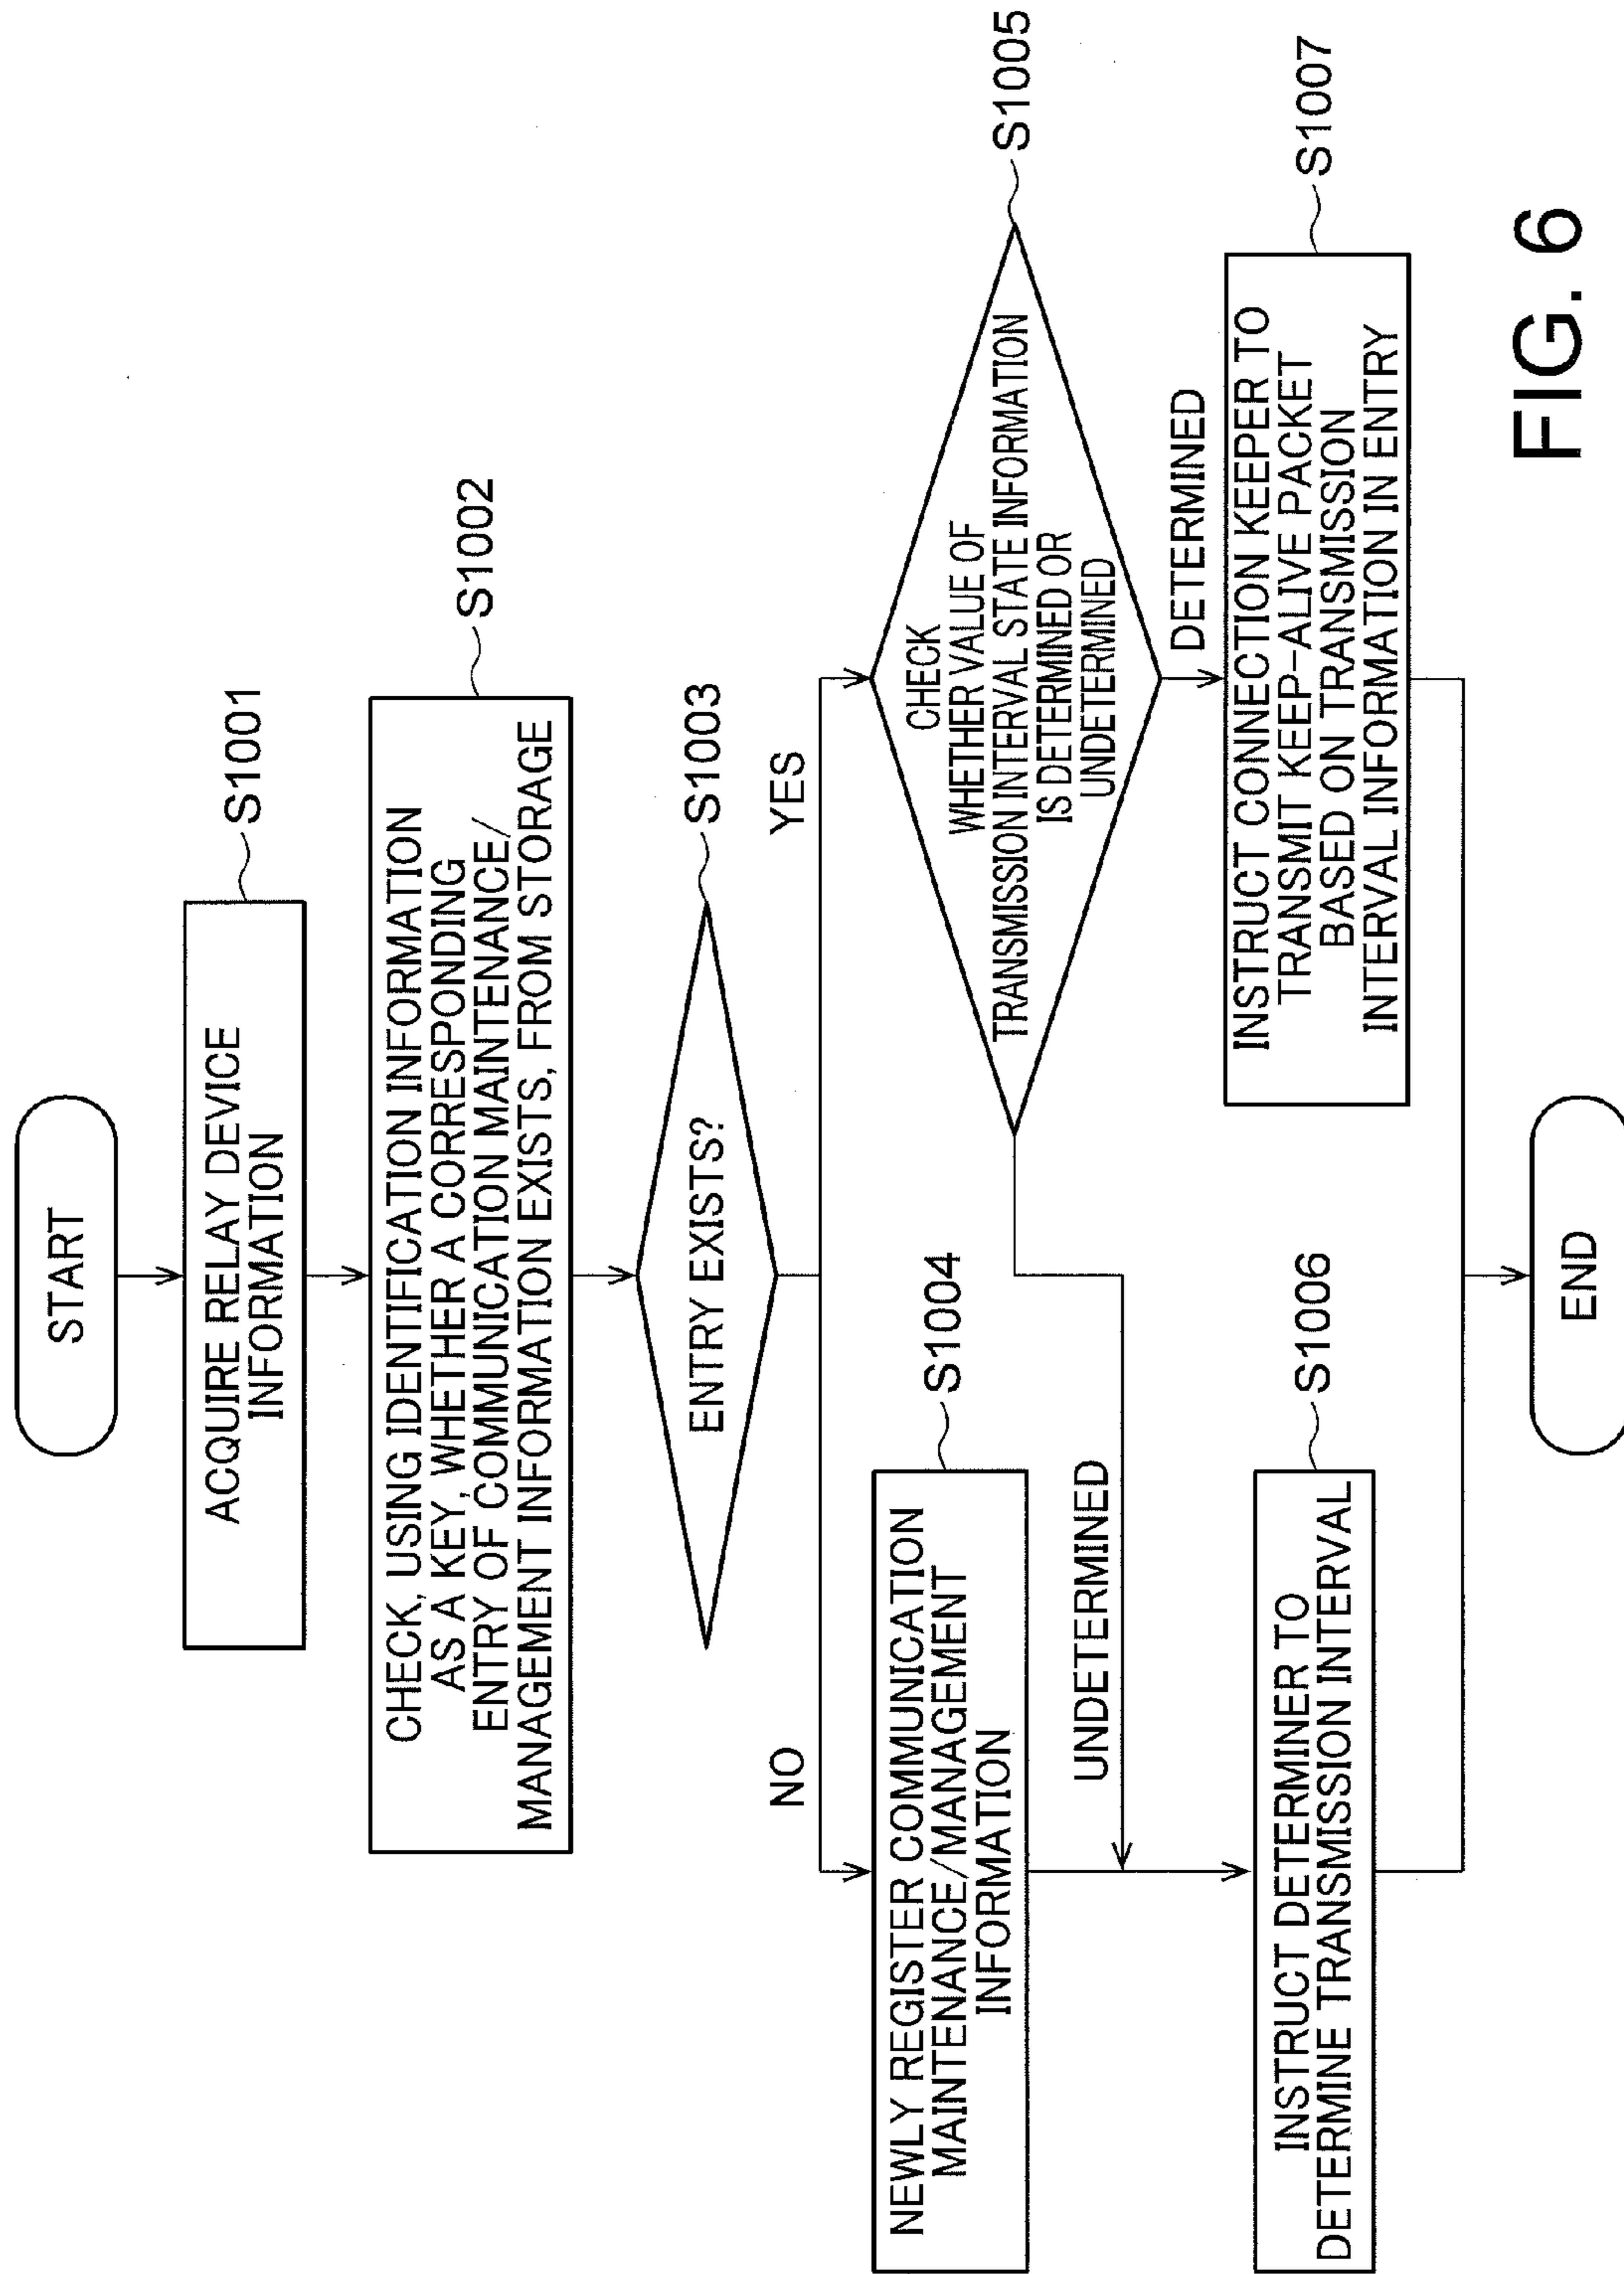 START
ACQUIRE RELAY DEVICE
INFORMATION
S1001
CHECK, USING IDENTIFICATION INFORMATION
AS A KEY, WHETHER A CORRESPONDING
ENTRY OF COMMUNICATION MAINTENANCE/
MANAGEMENT INFORMATION EXISTS, FROM STORAGE
S1002
ENTRY EXISTS?
S1003
NO
YES
NEWLY REGISTER COMMUNICATION
MAINTENANCE/MANAGEMENT
INFORMATION
S1004
CHECK
WHETHER VALUE OF
TRANSMISSION INTERVAL STATE INFORMATION
IS DETERMINED OR
UNDETERMINED
S1005
UNDETERMINED
DETERMINED
INSTRUCT DETERMINER TO
DETERMINE TRANSMISSION INTERVAL
S1006
INSTRUCT CONNECTION KEEPER TO
TRANSMIT KEEP-ALIVE PACKET
BASED ON TRANSMISSION
INTERVAL INFORMATION IN ENTRY
S1007
END
FIG. 6